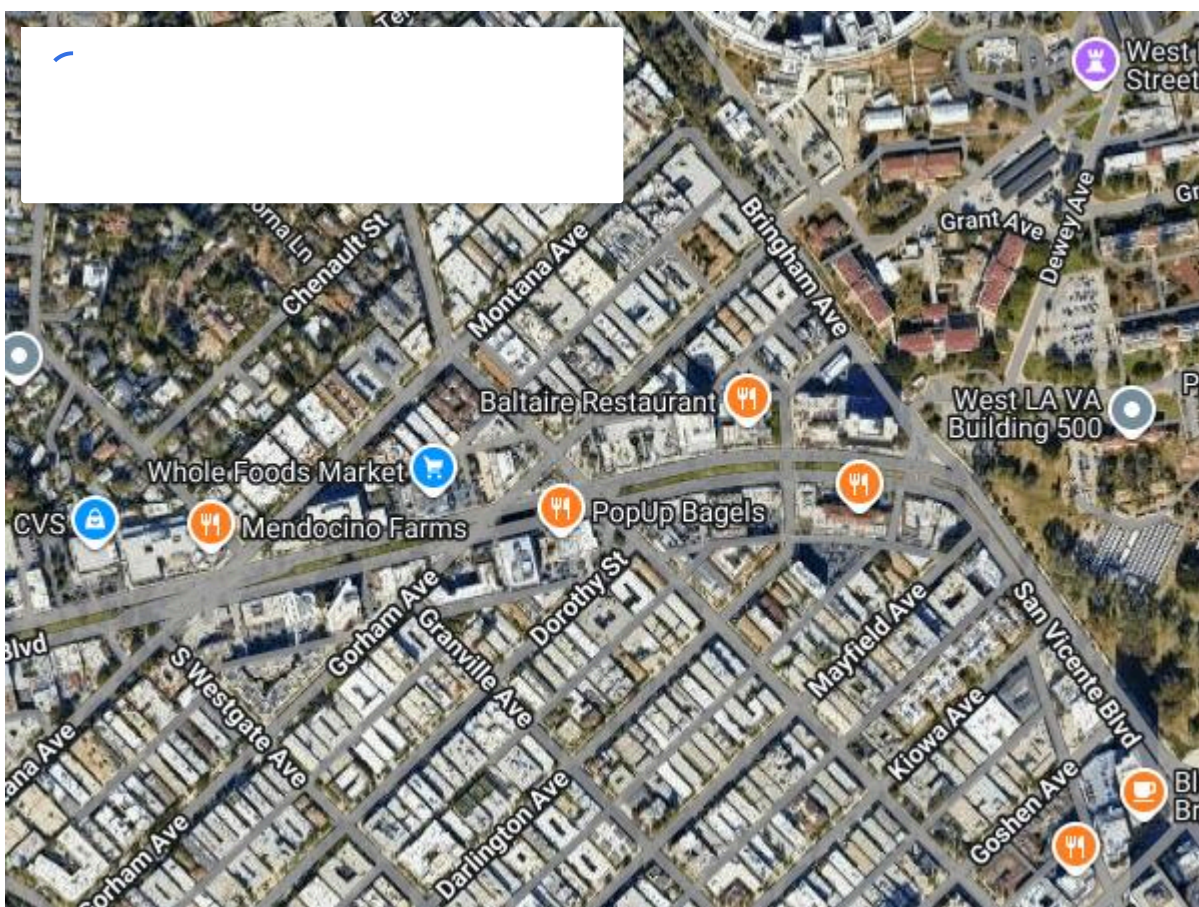 West
Street
Grant Ave
Dewey Ave
Chenault St
Montana Ave
Bringham Ave
Baltaire Restaurant
West LA VA
Building 500
Whole Foods Market
CVS
Mendocino Farms
PopUp Bagels
Blvd
Gorham Ave
Granville Ave
Dorothy St
S Westgate Ave
Mayfield Ave
San Vicente Blvd
Kiowa Ave
Goshen Ave
Darlington Ave
Gorham Ave